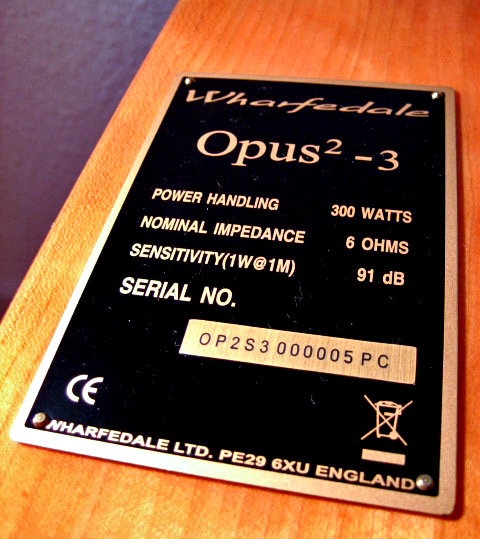 Wharfedale
Opus² -3
POWER HANDLING 300 WATTS
NOMINAL IMPEDANCE 6 OHMS
SENSITIVITY(1W@1M) 91 dB
SERIAL NO.
OP2S3 000005 PC
CE
WHARFEDALE LTD. PE29 6XU ENGLAND